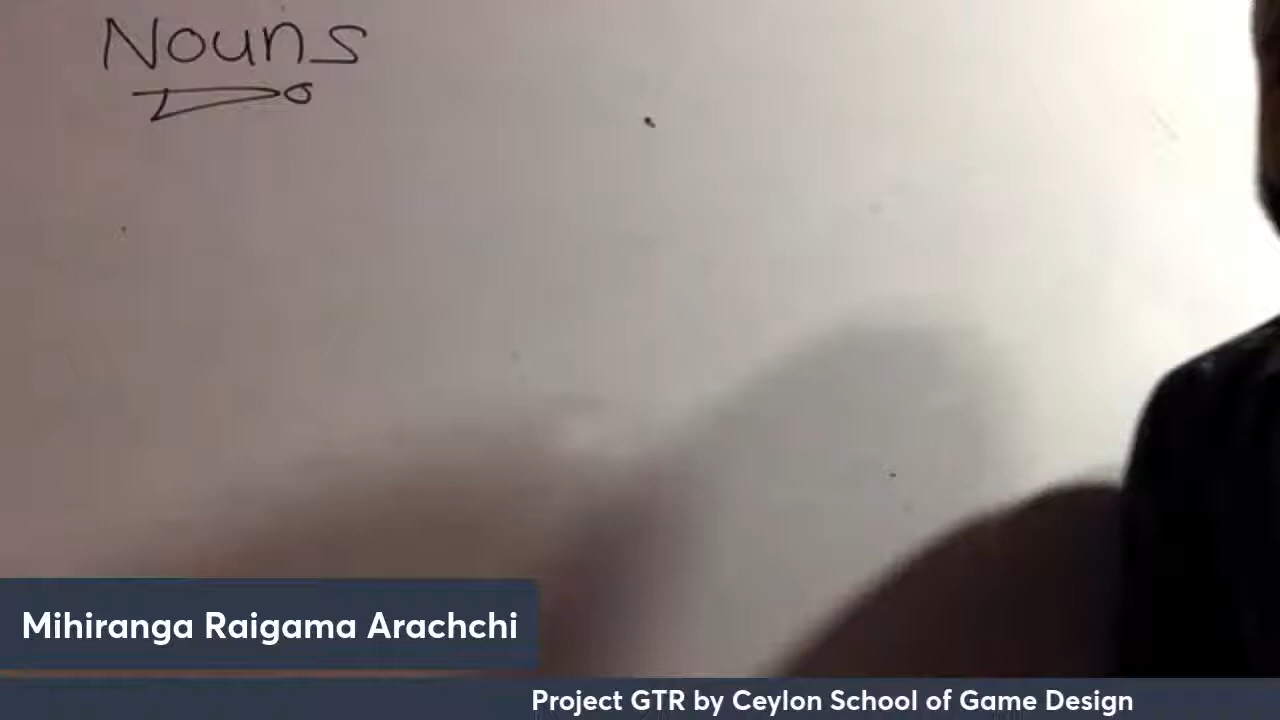 Nouns
Mihiranga Raigama Arachchi
Project GTR by Ceylon School of Game Design